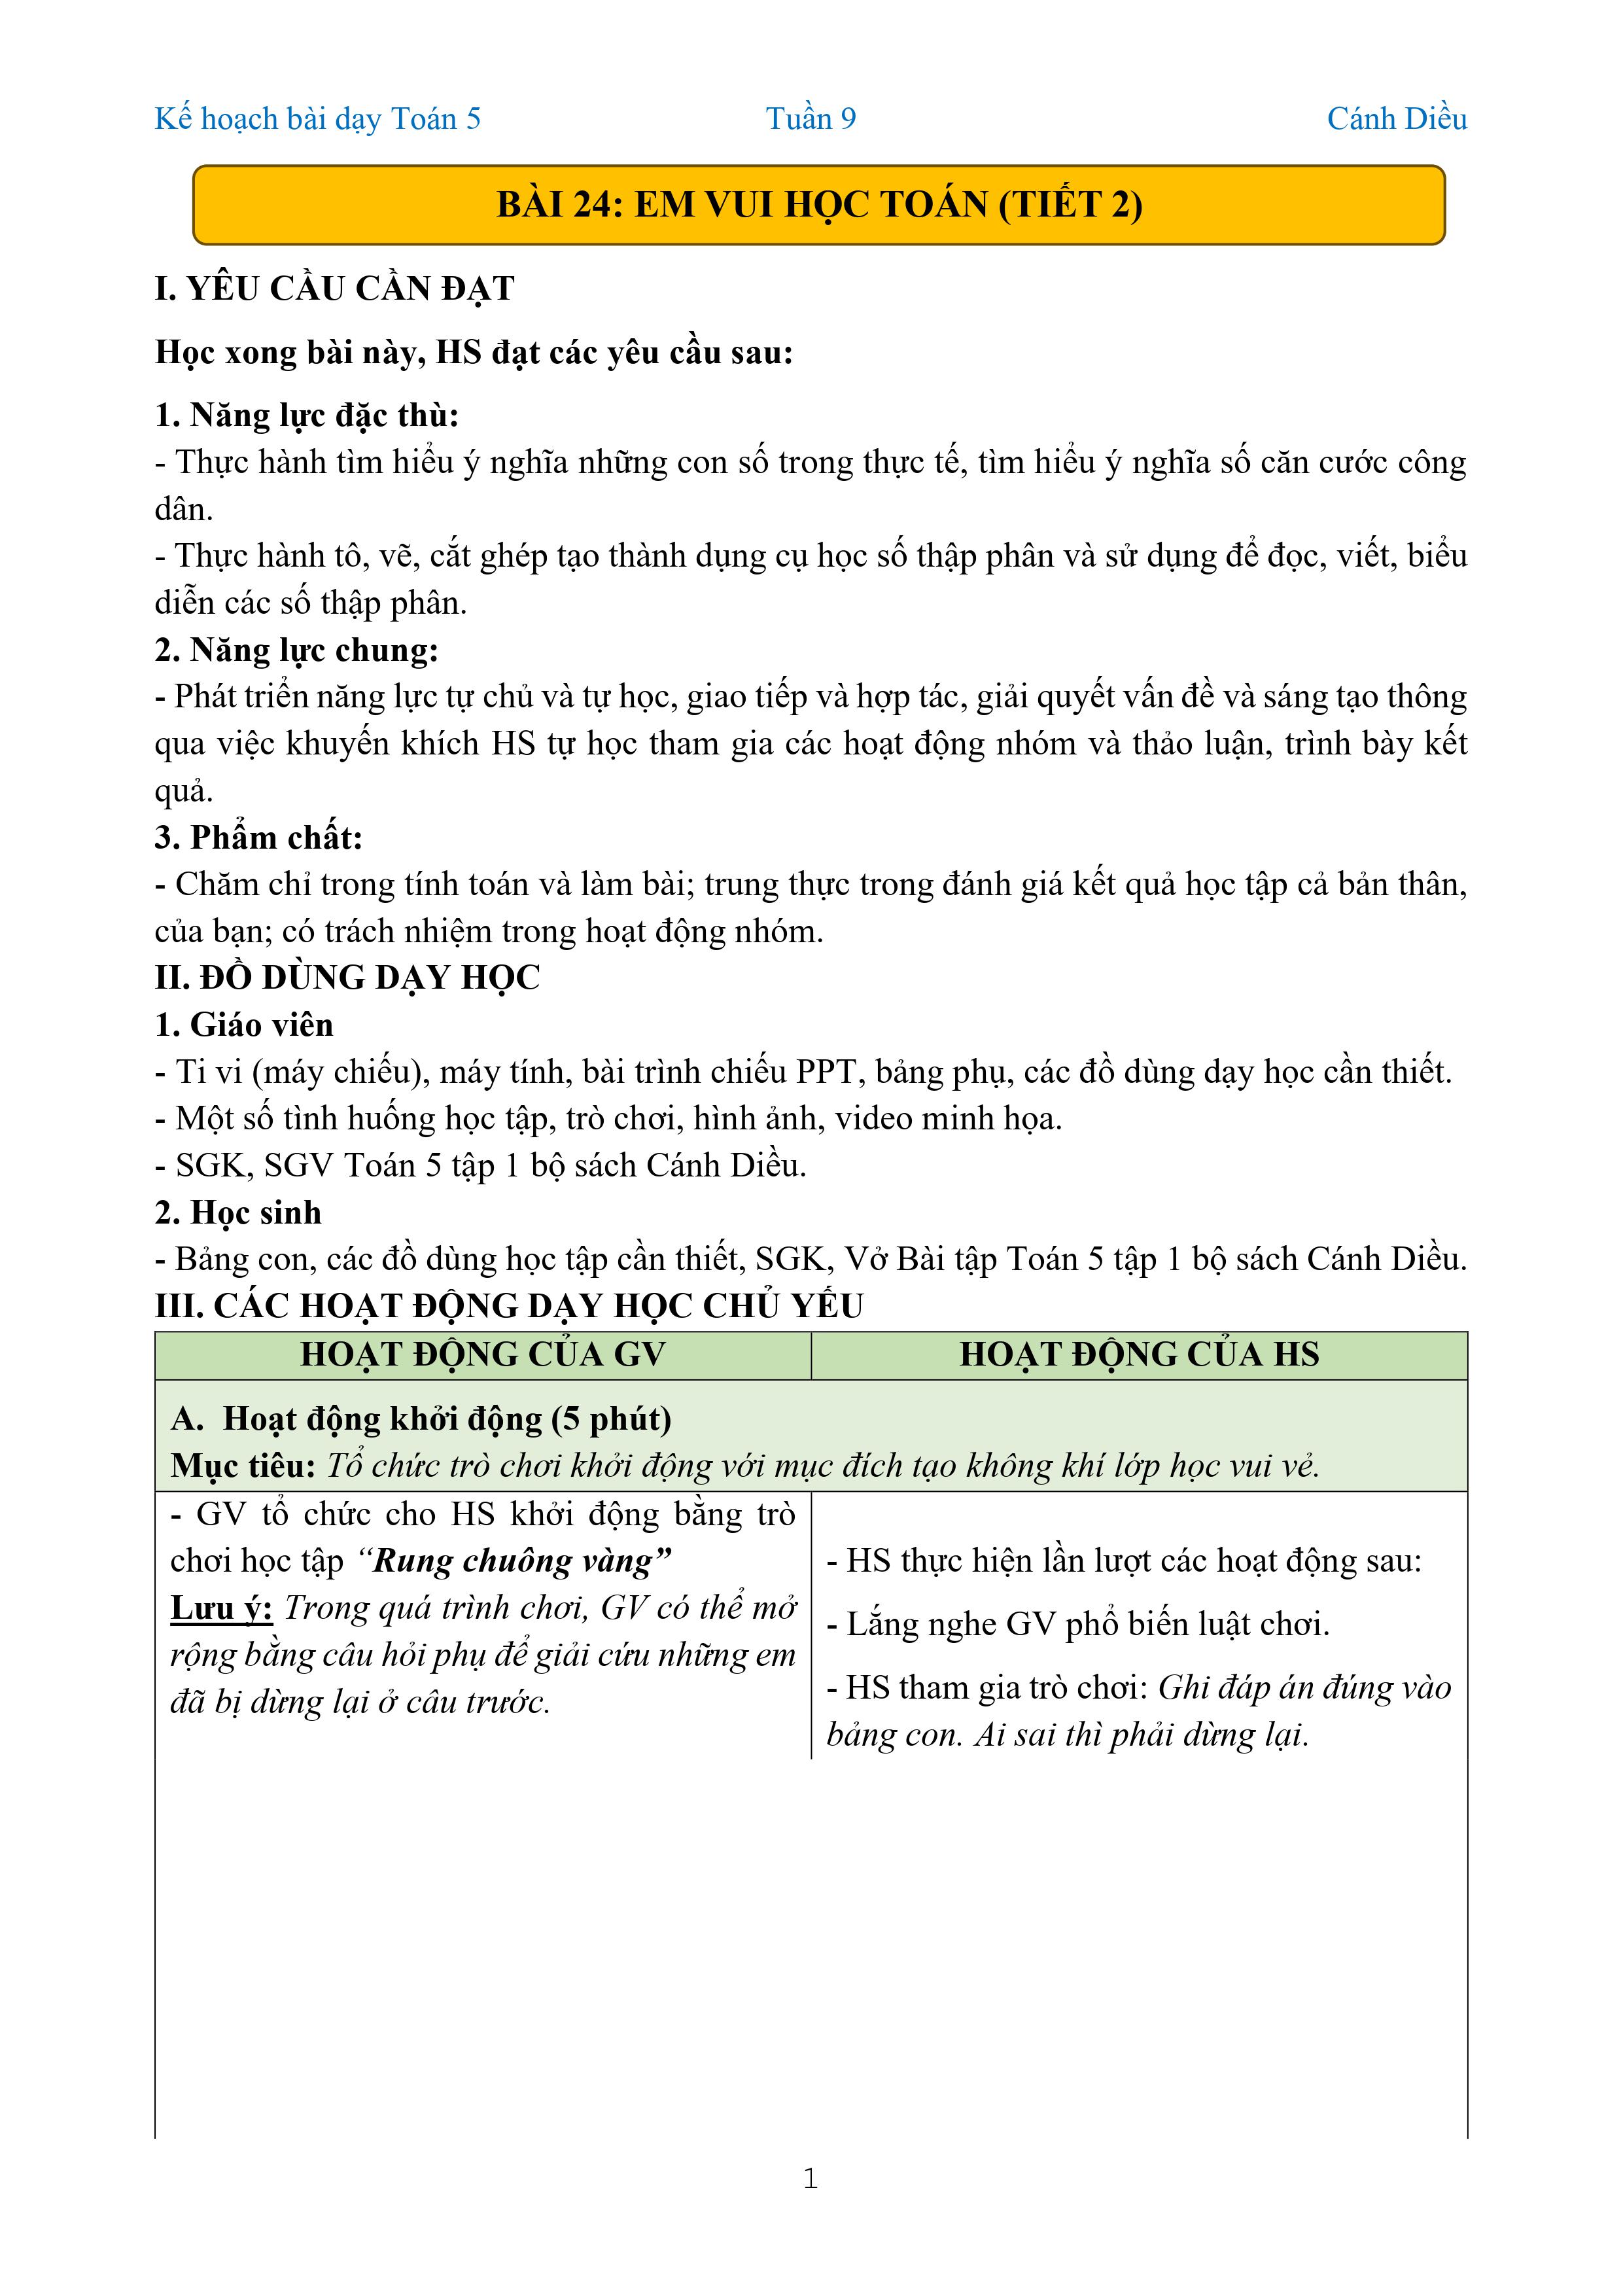 Kế hoạch bài dạy Toán 5 Tuần 9 Cánh Diều
BÀI 24: EM VUI HỌC TOÁN (TIẾT 2)
I. YÊU CẦU CẦN ĐẠT
Học xong bài này, HS đạt các yêu cầu sau:
1. Năng lực đặc thù:
- Thực hành tìm hiểu ý nghĩa những con số trong thực tế, tìm hiểu ý nghĩa số căn cước công
dân.
- Thực hành tô, vẽ, cắt ghép tạo thành dụng cụ học số thập phân và sử dụng để đọc, viết, biểu
diễn các số thập phân.
2. Năng lực chung:
- Phát triển năng lực tự chủ và tự học, giao tiếp và hợp tác, giải quyết vấn đề và sáng tạo thông
qua việc khuyến khích HS tự học tham gia các hoạt động nhóm và thảo luận, trình bày kết
quả.
3. Phẩm chất:
- Chăm chỉ trong tính toán và làm bài; trung thực trong đánh giá kết quả học tập cả bản thân,
của bạn; có trách nhiệm trong hoạt động nhóm.
II. ĐỒ DÙNG DẠY HỌC
1. Giáo viên
- Ti vi (máy chiếu), máy tính, bài trình chiếu PPT, bảng phụ, các đồ dùng dạy học cần thiết.
- Một số tình huống học tập, trò chơi, hình ảnh, video minh họa.
- SGK, SGV Toán 5 tập 1 bộ sách Cánh Diều.
2. Học sinh
- Bảng con, các đồ dùng học tập cần thiết, SGK, Vở Bài tập Toán 5 tập 1 bộ sách Cánh Diều.
III. CÁC HOẠT ĐỘNG DẠY HỌC CHỦ YẾU
HOẠT ĐỘNG CỦA GV HOẠT ĐỘNG CỦA HS
A. Hoạt động khởi động (5 phút)
Mục tiêu: Tổ chức trò chơi khởi động với mục đích tạo không khí lớp học vui vẻ.
- GV tổ chức cho HS khởi động bằng trò
chơi học tập “Rung chuông vàng”
Lưu ý: Trong quá trình chơi, GV có thể mở
rộng bằng câu hỏi phụ để giải cứu những em
đã bị dừng lại ở câu trước.
- HS thực hiện lần lượt các hoạt động sau:
- Lắng nghe GV phổ biến luật chơi.
- HS tham gia trò chơi: Ghi đáp án đúng vào
bảng con. Ai sai thì phải dừng lại.
1